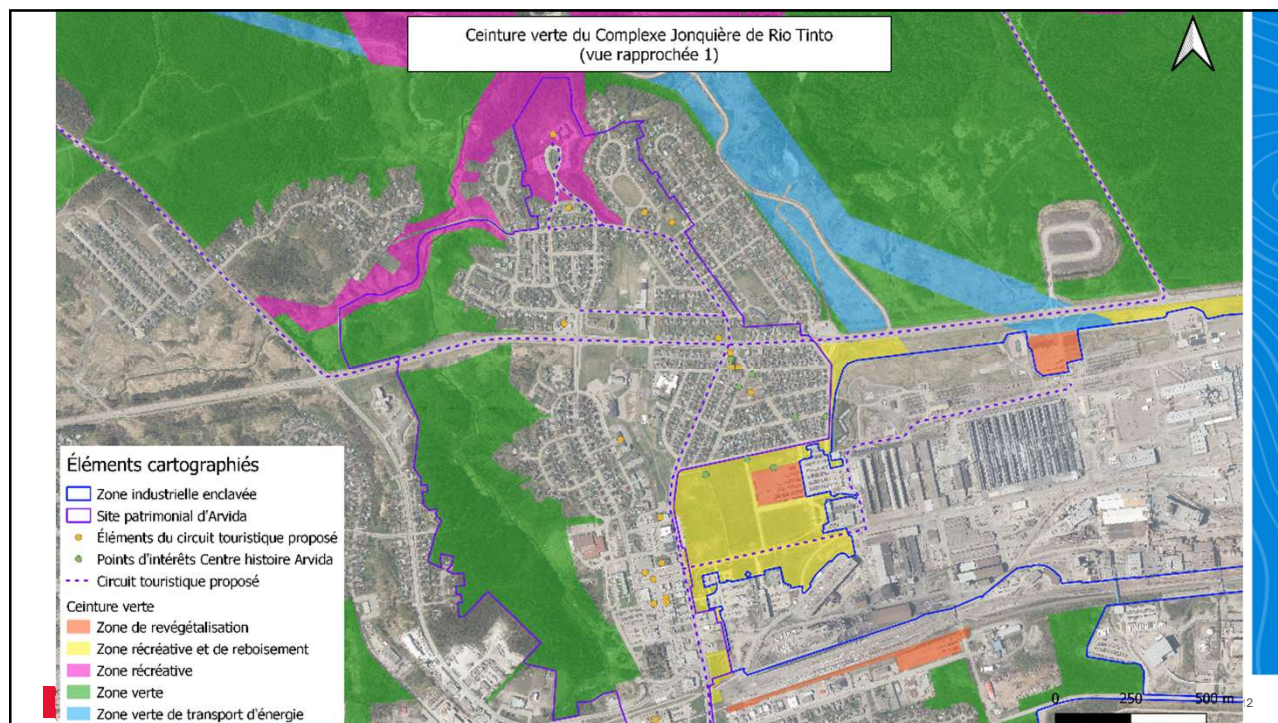 Ceinture verte du Complexe Jonquière de Rio Tinto
(vue rapprochée 1)
Éléments cartographiés
Zone industrielle enclavée
Site patrimonial d'Arvida
Éléments du circuit touristique proposé
Points d'intérêts Centre histoire Arvida
Circuit touristique proposé
Ceinture verte
Zone de revégétalisation
Zone récréative et de reboisement
Zone récréative
Zone verte
Zone verte de transport d'énergie
0 250 500 m